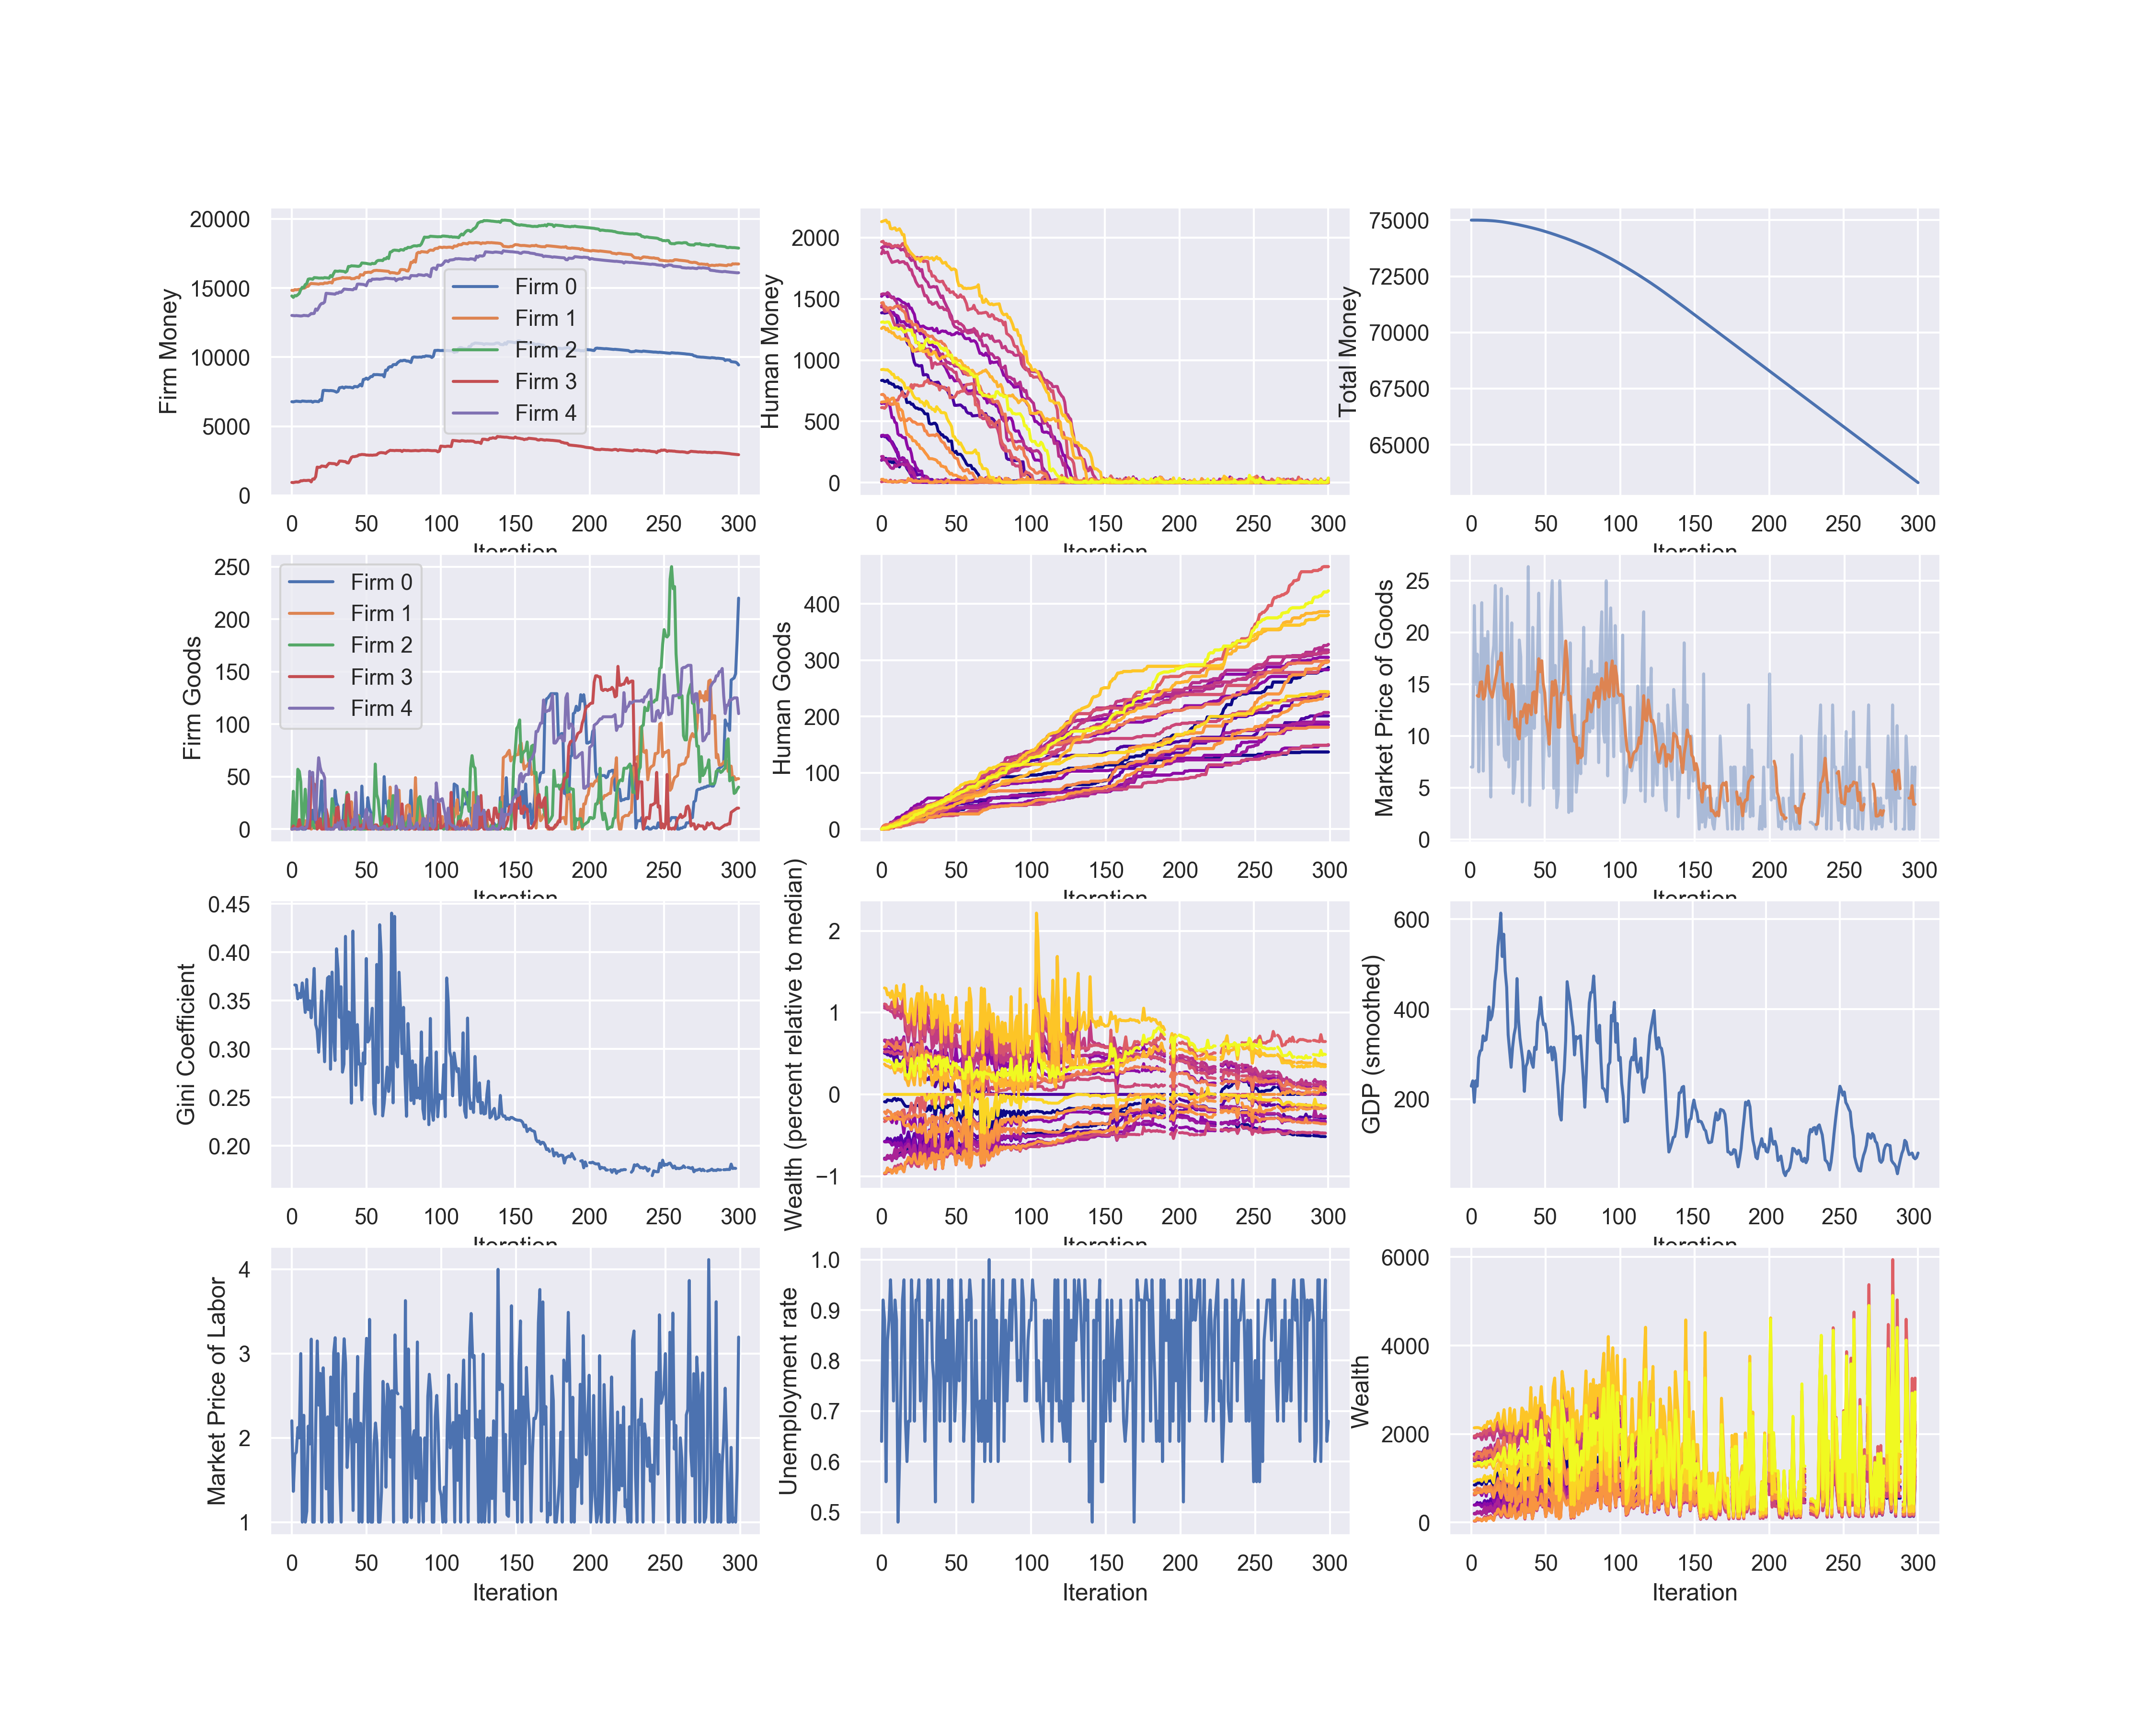 Firm Money
20000
15000
10000
5000
0
Firm 0
Firm 1
Firm 2
Firm 3
Firm 4
0 50 100 150 200 250 300
Iteration
Human Money
2000
1500
1000
500
0
0 50 100 150 200 250 300
Iteration
Total Money
75000
72500
70000
67500
65000
0 50 100 150 200 250 300
Iteration
Firm Goods
250
200
150
100
50
0
Firm 0
Firm 1
Firm 2
Firm 3
Firm 4
0 50 100 150 200 250 300
Iteration
Human Goods
400
300
200
100
0
0 50 100 150 200 250 300
Iteration
Market Price of Goods
25
20
15
10
5
0
0 50 100 150 200 250 300
Iteration
Gini Coefficient
0.45
0.40
0.35
0.30
0.25
0.20
0 50 100 150 200 250 300
Iteration
Wealth (percent relative to median)
2
1
0
−1
0 50 100 150 200 250 300
Iteration
GDP (smoothed)
600
400
200
0 50 100 150 200 250 300
Iteration
Market Price of Labor
4
3
2
1
0 50 100 150 200 250 300
Iteration
Unemployment rate
1.0
0.9
0.8
0.7
0.6
0.5
0 50 100 150 200 250 300
Iteration
Wealth
6000
4000
2000
0
0 50 100 150 200 250 300
Iteration